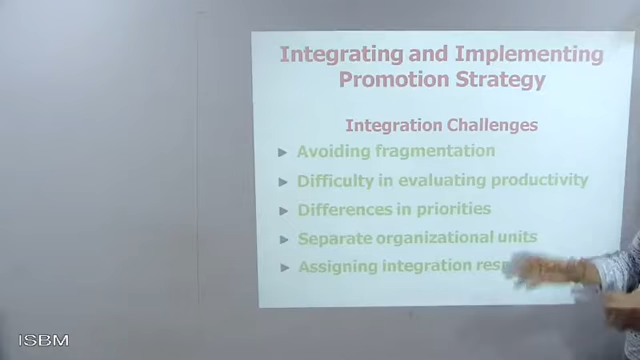 Integrating and Implementing
Promotion Strategy
Integration Challenges
Avoiding fragmentation
Difficulty in evaluating productivity
Differences in priorities
Separate organizational units
Assigning integration
ISBM